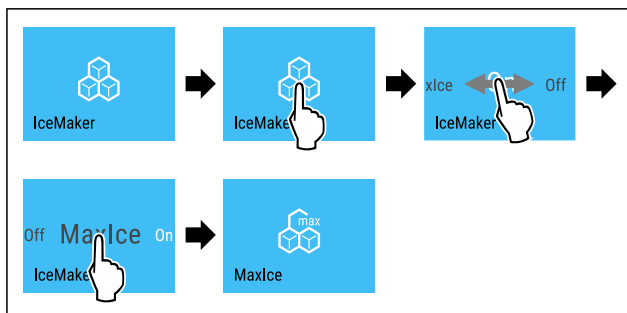 IceMaker
IceMake
xIce Off
IceMaker
Off MaxIce On
IceMake
max
MaxIce